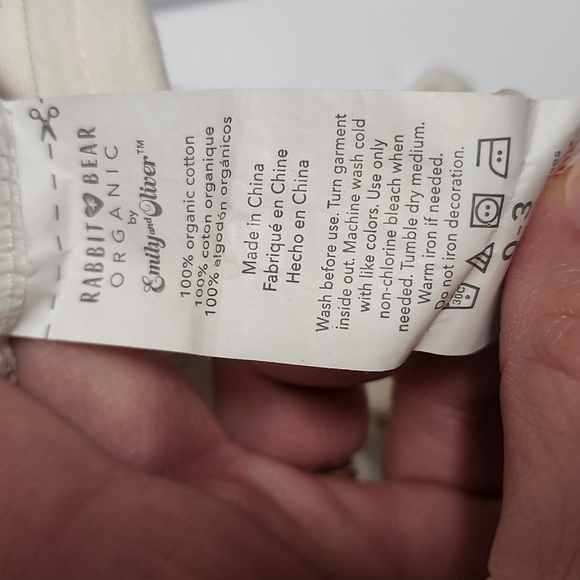 RABBIT BEAR
ORGANIC
by
Emily and Oliver™
100% organic cotton
100% coton organique
100% algodón orgánicos
Made in China
Fabriqué en Chine
Hecho en China
Wash before use. Turn garment
inside out. Machine wash cold
with like colors. Use only
non-chlorine bleach when
needed. Tumble dry medium.
Warm iron if needed.
Do not iron decoration.
30C
0-3